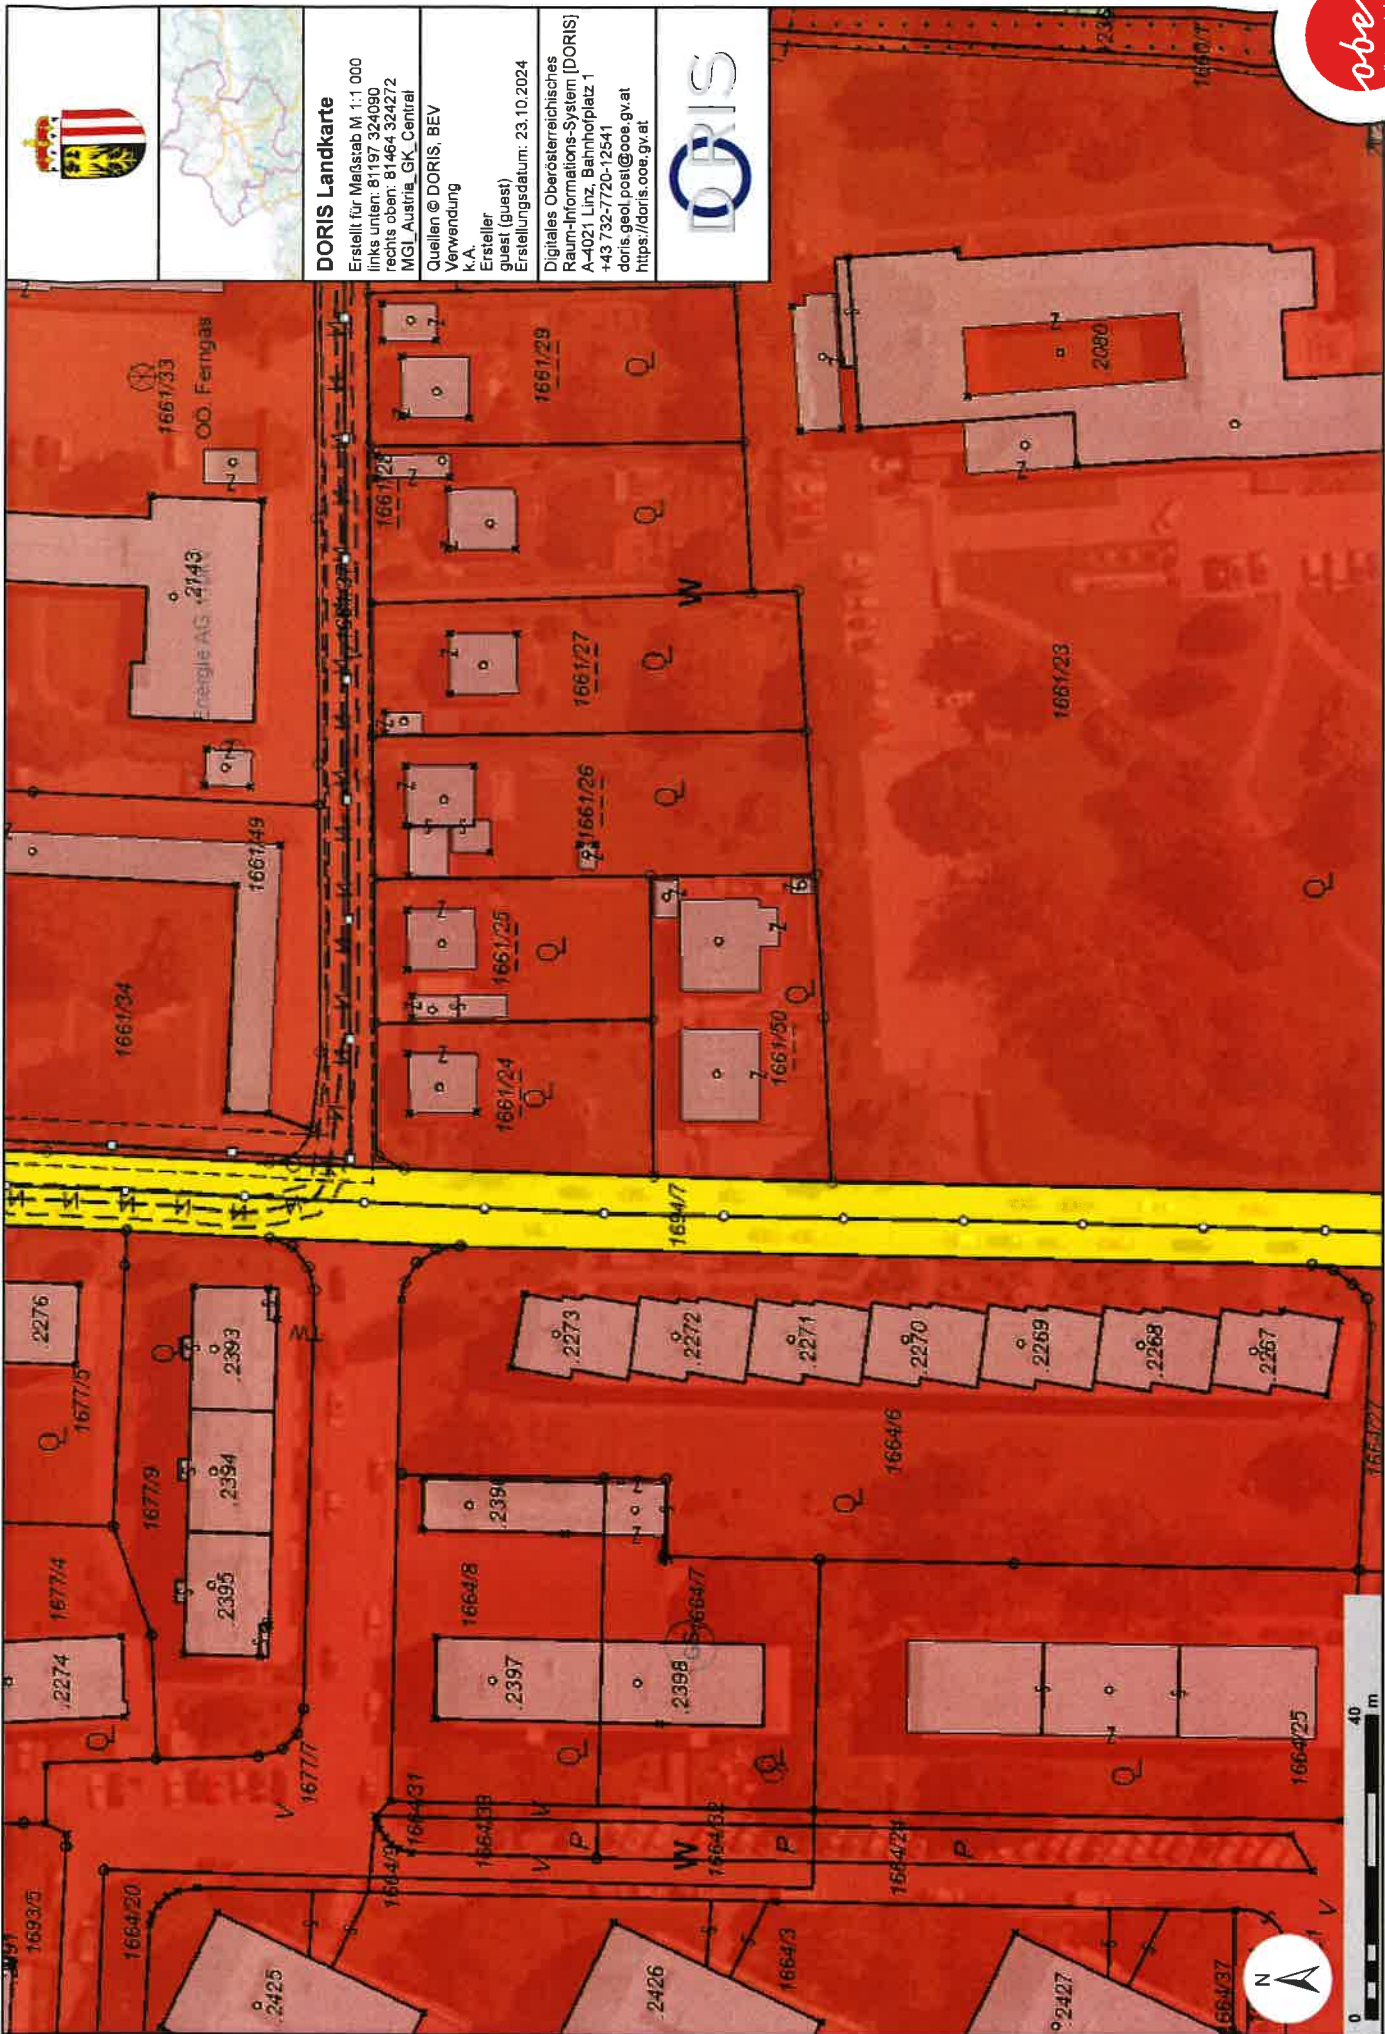 DORIS Landkarte
Erstellt für Maßstab M 1:1 000
links unten: 81197 324090
rechts oben: 81464 324272
MGI_Austria_GK_Central
Quellen © DORIS, BEV
Verwendung
k.A.
Ersteller
guest (guest)
Erstellungsdatum: 23.10.2024
Digitales Oberösterreichisches
Raum-Informations-System [DORIS]
A-4021 Linz, Bahnhofplatz 1
+43 732-7720-12541
doris.geol.post@ooe.gv.at
https://doris.ooe.gv.at
DORIS
obe
1661/33
OÖ. Ferngas
.2143
Energie AG
1661/49
1661/34
1661/29
1661/27
1661/26
1661/25
1661/24
1661/50
1661/23
2080
W
1694/7
.2276
1677/5
.2393
.2394
.2395
1677/9
1677/4
.2274
1677/7
V
.2273
.2272
.2271
.2270
.2269
.2268
.2267
1664/6
1664/27
1664/8
.2397
.2398
1664/25
1664/31
1664/33
1664/32
W
P
P
P
V
V
V
1693/5
1664/20
1664/3
.2425
.2426
.2427
N
0
40
m